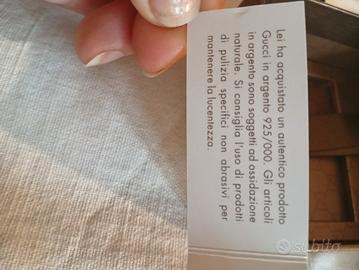 Lei ha acquistato un autentico prodotto
Gucci in argento 925/000. Gli articoli
in argento sono soggetti ad ossidazione
naturale. Si consiglia l'uso di prodotti
di pulizia specifici non abrasivi per
mantenere la lucentezza.
subito